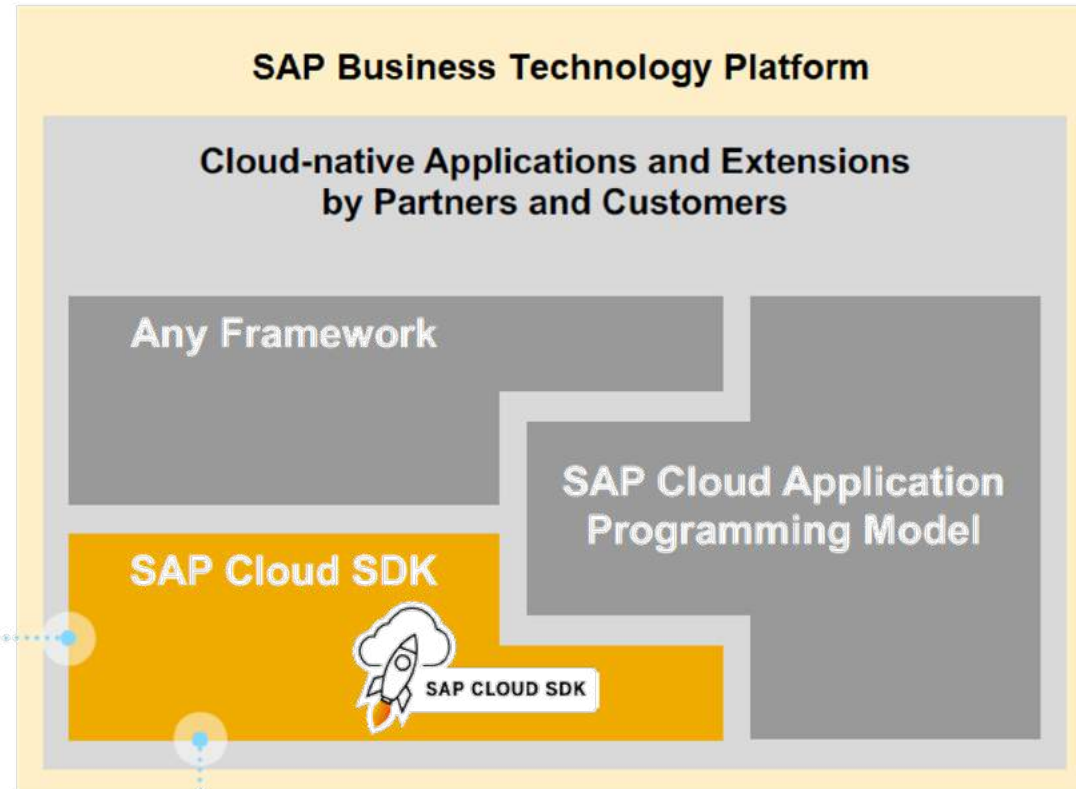 SAP Business Technology Platform
Cloud-native Applications and Extensions
by Partners and Customers
Any Framework
SAP Cloud Application
Programming Model
SAP Cloud SDK
SAP CLOUD SDK